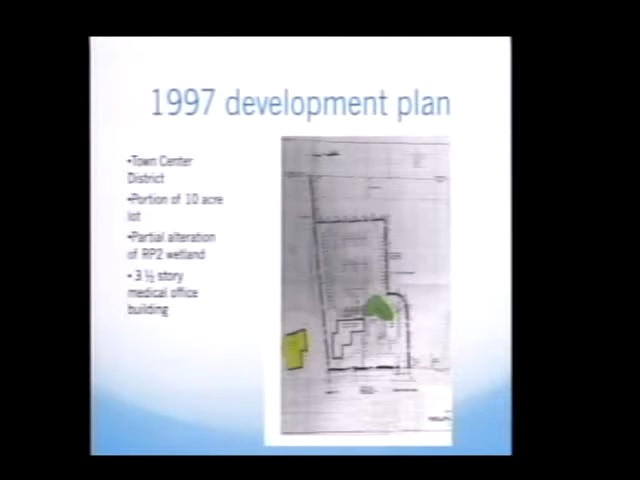 1997 development plan
•Town Center
District
•Portion of 10 acre
lot
•Partial alteration
of RP2 wetland
• 3 ½ story
medical office
building